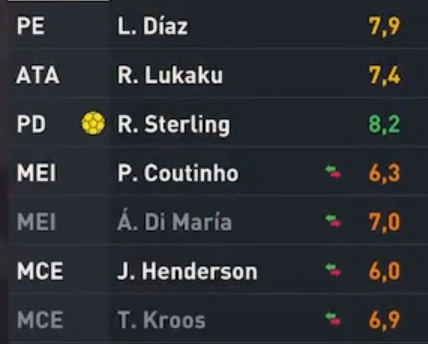 PE L. Díaz 7,9
ATA R. Lukaku 7,4
PD R. Sterling 8,2
MEI P. Coutinho 6,3
MEI Á. Di María 7,0
MCE J. Henderson 6,0
MCE T. Kroos 6,9